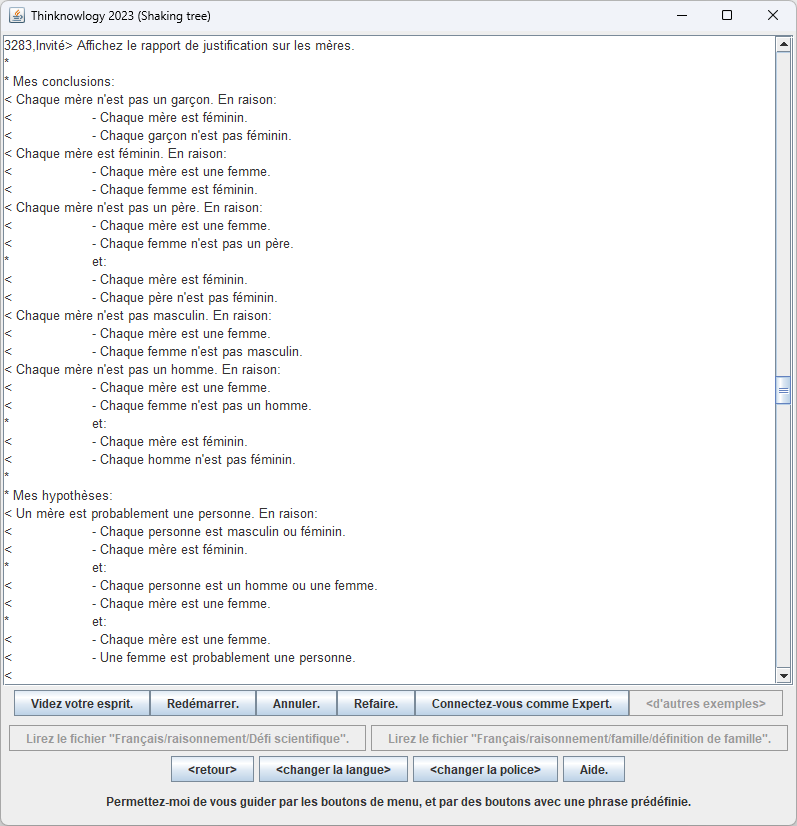 Thinknowlogy 2023 (Shaking tree)
3283,Invité> Affichez le rapport de justification sur les mères.
*
* Mes conclusions:
< Chaque mère n'est pas un garçon. En raison:
< - Chaque mère est féminin.
< - Chaque garçon n'est pas féminin.
< Chaque mère est féminin. En raison:
< - Chaque mère est une femme.
< - Chaque femme est féminin.
< Chaque mère n'est pas un père. En raison:
< - Chaque mère est une femme.
< - Chaque femme n'est pas un père.
* et:
< - Chaque mère est féminin.
< - Chaque père n'est pas féminin.
< Chaque mère n'est pas masculin. En raison:
< - Chaque mère est une femme.
< - Chaque femme n'est pas masculin.
< Chaque mère n'est pas un homme. En raison:
< - Chaque mère est une femme.
< - Chaque femme n'est pas un homme.
* et:
< - Chaque mère est féminin.
< - Chaque homme n'est pas féminin.
*
* Mes hypothèses:
< Un mère est probablement une personne. En raison:
< - Chaque personne est masculin ou féminin.
< - Chaque mère est féminin.
* et:
< - Chaque personne est un homme ou une femme.
< - Chaque mère est une femme.
* et:
< - Chaque mère est une femme.
< - Une femme est probablement une personne.
<
Videz votre esprit. Redémarrer. Annuler. Refaire. Connectez-vous comme Expert. <d'autres exemples>
Lirez le fichier "Français/raisonnement/Défi scientifique". Lirez le fichier "Français/raisonnement/famille/définition de famille".
<retour> <changer la langue> <changer la police> Aide.
Permettez-moi de vous guider par les boutons de menu, et par des boutons avec une phrase prédéfinie.